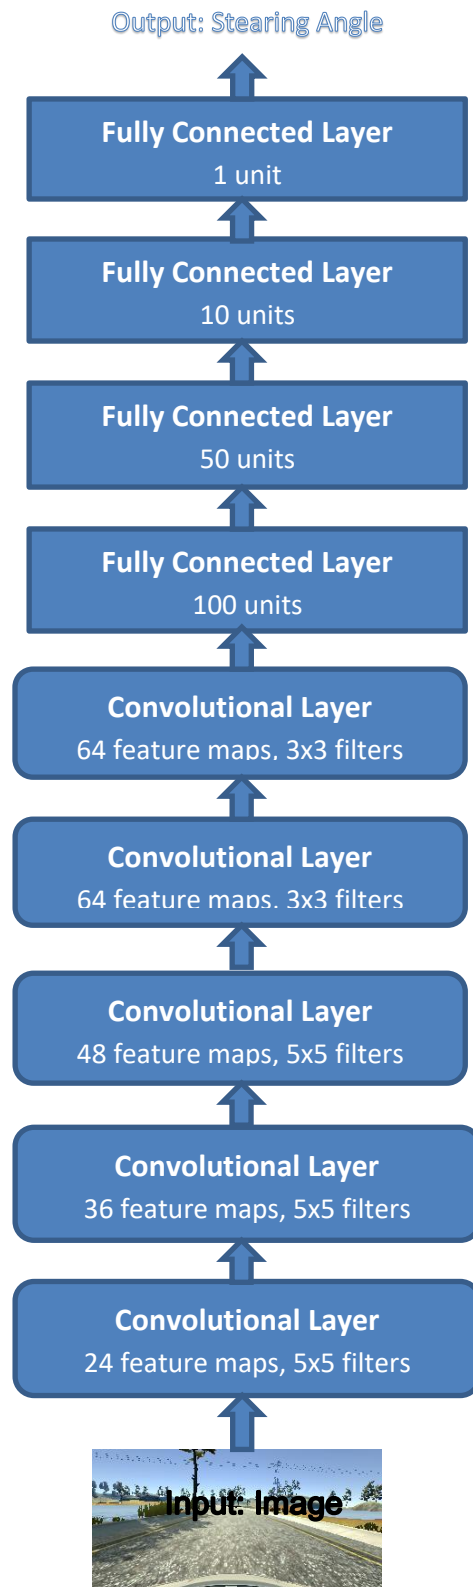 Output: Stearing Angle
Fully Connected Layer
1 unit
Fully Connected Layer
10 units
Fully Connected Layer
50 units
Fully Connected Layer
100 units
Convolutional Layer
64 feature maps, 3x3 filters
Convolutional Layer
64 feature maps, 3x3 filters
Convolutional Layer
48 feature maps, 5x5 filters
Convolutional Layer
36 feature maps, 5x5 filters
Convolutional Layer
24 feature maps, 5x5 filters
Input: Image